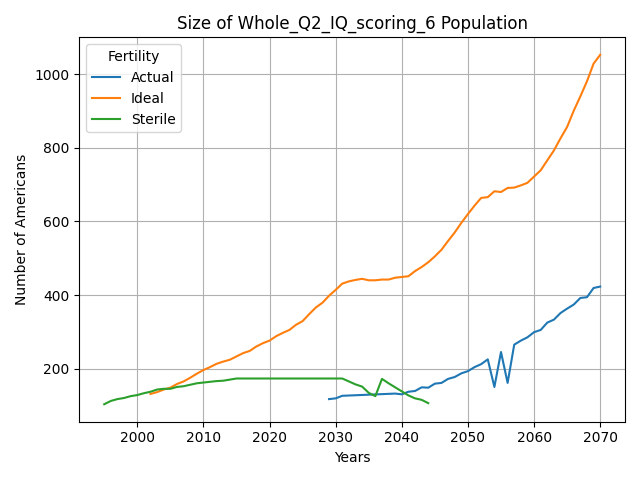 Size of Whole_Q2_IQ_scoring_6 Population
Fertility
Actual
Ideal
Sterile
Number of Americans
1000
800
600
400
200
2000 2010 2020 2030 2040 2050 2060 2070
Years